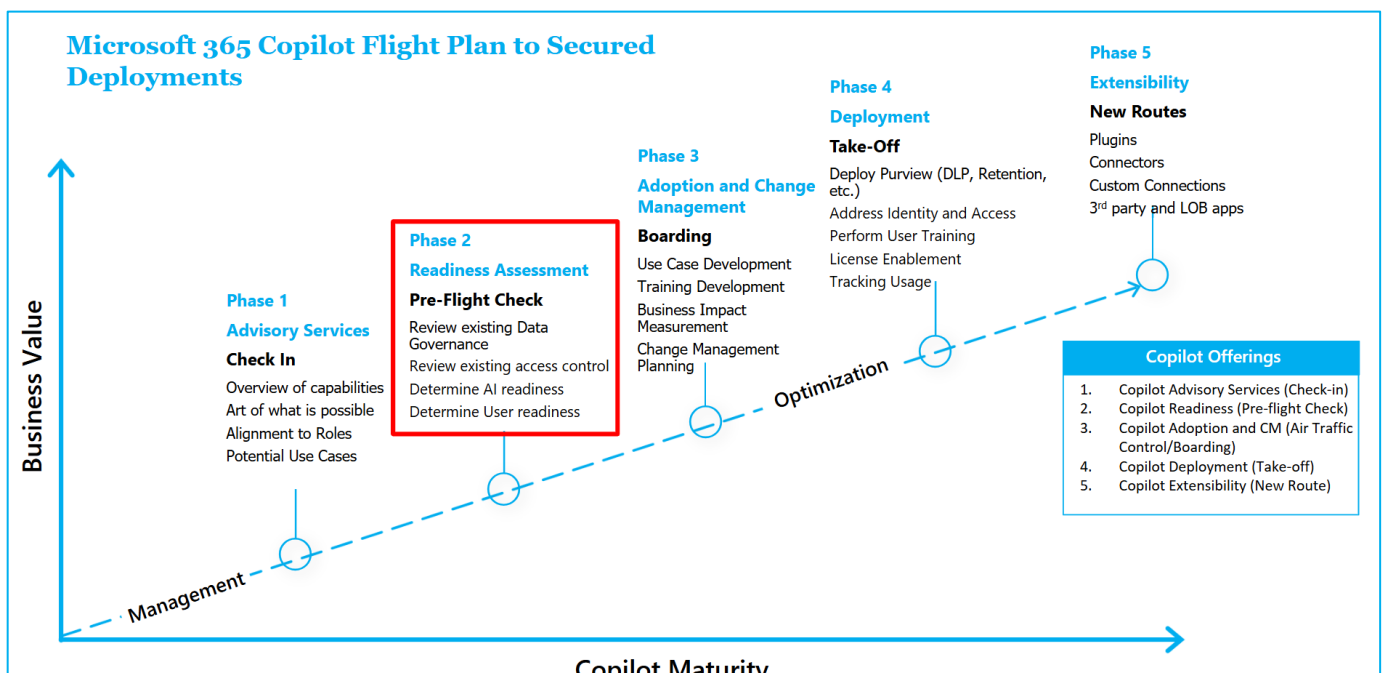 Microsoft 365 Copilot Flight Plan to Secured
Deployments
Business Value
Phase 1
Advisory Services
Check In
Overview of capabilities
Art of what is possible
Alignment to Roles
Potential Use Cases
Phase 2
Readiness Assessment
Pre-Flight Check
Review existing Data
Governance
Review existing access control
Determine AI readiness
Determine User readiness
Phase 3
Adoption and Change
Management
Boarding
Use Case Development
Training Development
Business Impact
Measurement
Change Management
Planning
Phase 4
Deployment
Take-Off
Deploy Purview (DLP, Retention,
etc.)
Address Identity and Access
Perform User Training
License Enablement
Tracking Usage
Phase 5
Extensibility
New Routes
Plugins
Connectors
Custom Connections
3rd party and LOB apps
Management
Optimization
Copilot Offerings
1. Copilot Advisory Services (Check-in)
2. Copilot Readiness (Pre-flight Check)
3. Copilot Adoption and CM (Air Traffic
Control/Boarding)
4. Copilot Deployment (Take-off)
5. Copilot Extensibility (New Route)
Copilot Maturity